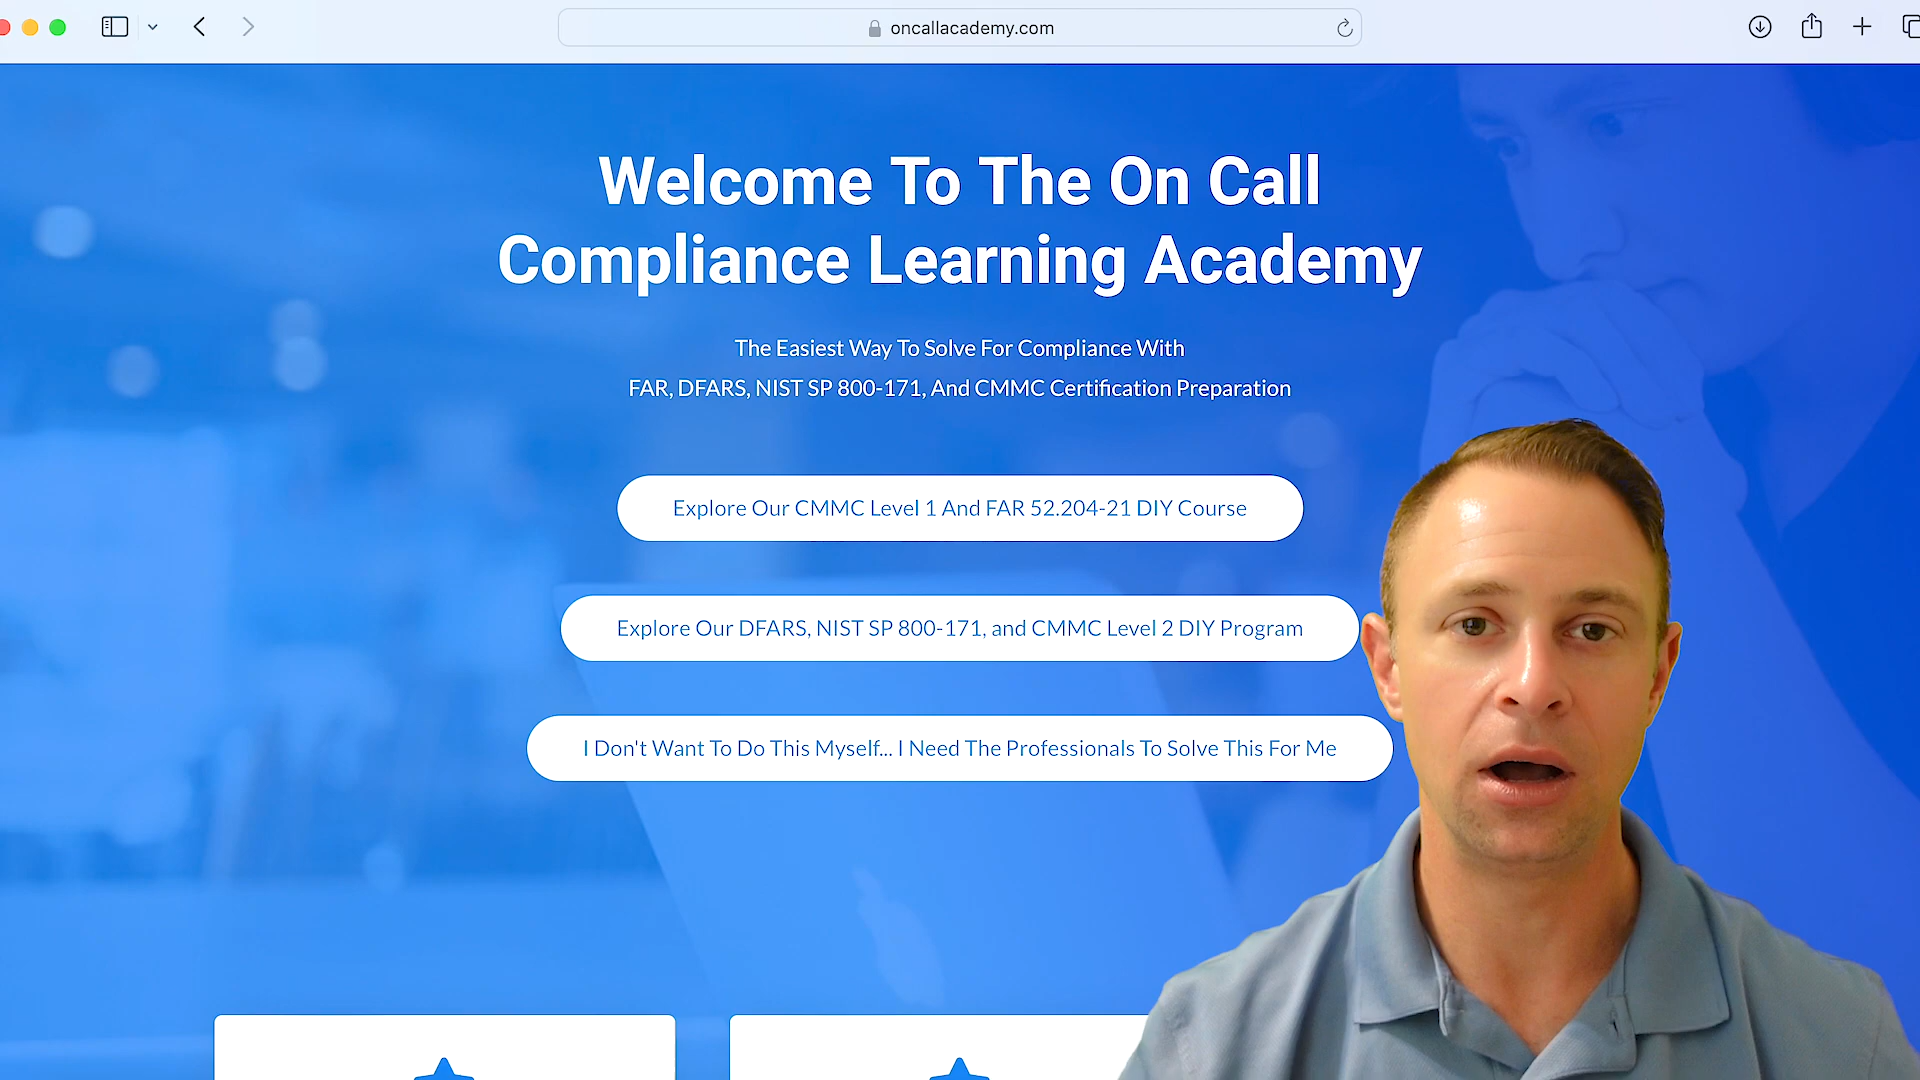 oncallacademy.com
Welcome To The On Call
Compliance Learning Academy
The Easiest Way To Solve For Compliance With
FAR, DFARS, NIST SP 800-171, And CMMC Certification Preparation
Explore Our CMMC Level 1 And FAR 52.204-21 DIY Course
Explore Our DFARS, NIST SP 800-171, and CMMC Level 2 DIY Program
I Don't Want To Do This Myself... I Need The Professionals To Solve This For Me